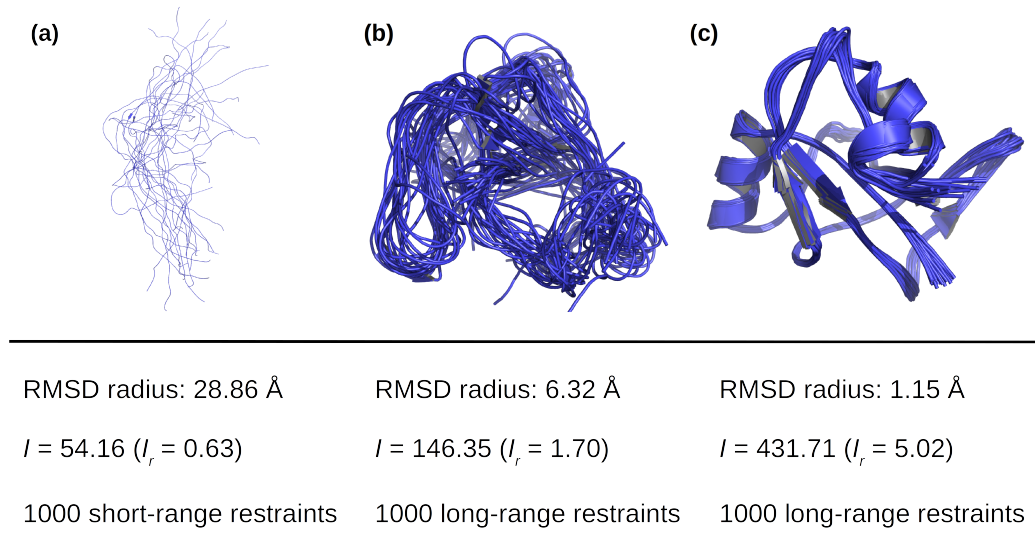 (a) (b) (c)
RMSD radius: 28.86 Å RMSD radius: 6.32 Å RMSD radius: 1.15 Å
I = 54.16 (Ir = 0.63) I = 146.35 (Ir = 1.70) I = 431.71 (Ir = 5.02)
1000 short-range restraints 1000 long-range restraints 1000 long-range restraints